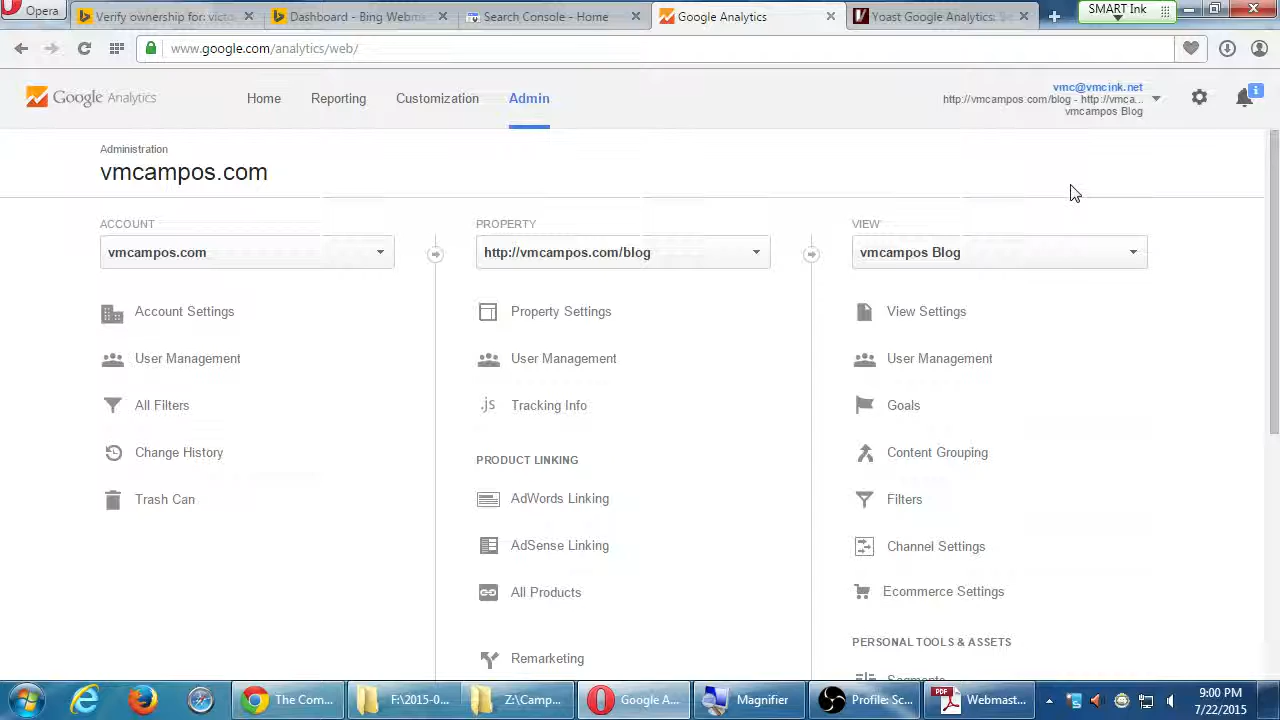 Opera
Verify ownership for: victo
Dashboard - Bing Webma
Search Console - Home
Google Analytics
Yoast Google Analytics: S
SMART Ink
www.google.com/analytics/web/
Google Analytics
Home
Reporting
Customization
Admin
vmc@vmcink.net
http://vmcampos.com/blog - http://vmca...
vmcampos Blog
Administration
vmcampos.com
ACCOUNT
vmcampos.com
Account Settings
User Management
All Filters
Change History
Trash Can
PROPERTY
http://vmcampos.com/blog
Property Settings
User Management
.js Tracking Info
PRODUCT LINKING
AdWords Linking
AdSense Linking
All Products
Remarketing
VIEW
vmcampos Blog
View Settings
User Management
Goals
Content Grouping
Filters
Channel Settings
Ecommerce Settings
PERSONAL TOOLS & ASSETS
Segments
The Com...
F:\2015-0...
Z:\Camp...
Google A...
Magnifier
Profile: Sc...
PDF
Webmast...
9:00 PM
7/22/2015